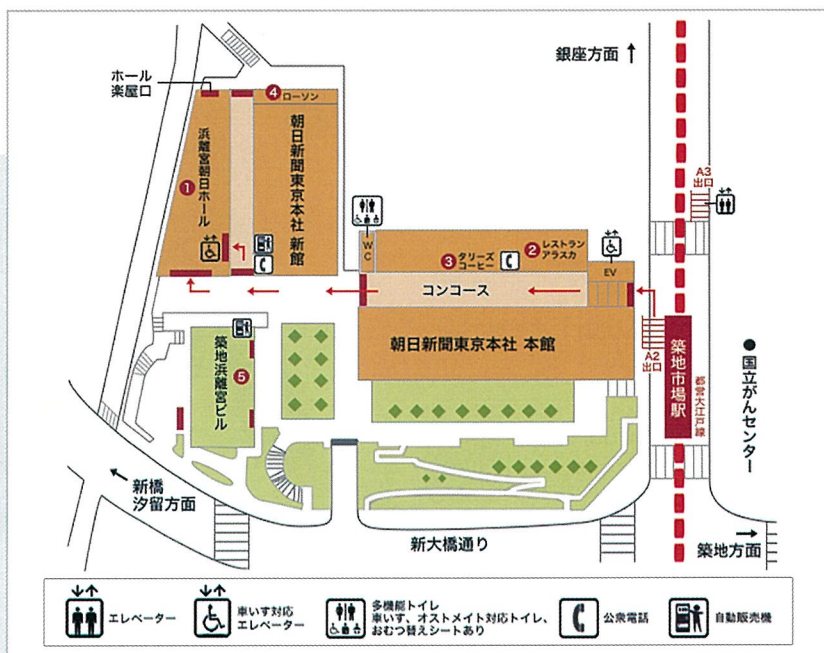 銀座方面
ホール
楽屋口
④ ローソン
浜離宮朝日ホール
①
朝日新聞東京本社 新館
A3
出口
WC
③ タリーズ
コーヒー
② レストラン
アラスカ
EV
コンコース
朝日新聞東京本社 本館
A2
出口
築地市場駅
都営大江戸線
国立がんセンター
築地浜離宮ビル
⑤
新橋
汐留方面
新大橋通り
築地方面
エレベーター
車いす対応
エレベーター
多機能トイレ
車いす、オストメイト対応トイレ、
おむつ替えシートあり
公衆電話
自動販売機